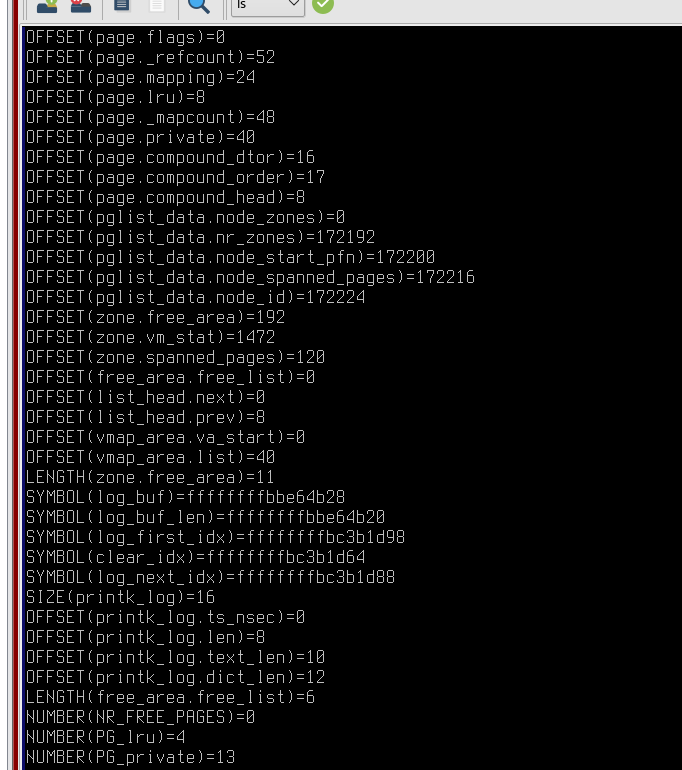 ls
OFFSET(page.flags)=0
OFFSET(page._refcount)=52
OFFSET(page.mapping)=24
OFFSET(page.lru)=8
OFFSET(page._mapcount)=48
OFFSET(page.private)=40
OFFSET(page.compound_dtor)=16
OFFSET(page.compound_order)=17
OFFSET(page.compound_head)=8
OFFSET(pglist_data.node_zones)=0
OFFSET(pglist_data.nr_zones)=172192
OFFSET(pglist_data.node_start_pfn)=172200
OFFSET(pglist_data.node_spanned_pages)=172216
OFFSET(pglist_data.node_id)=172224
OFFSET(zone.free_area)=192
OFFSET(zone.vm_stat)=1472
OFFSET(zone.spanned_pages)=120
OFFSET(free_area.free_list)=0
OFFSET(list_head.next)=0
OFFSET(list_head.prev)=8
OFFSET(vmap_area.va_start)=0
OFFSET(vmap_area.list)=40
LENGTH(zone.free_area)=11
SYMBOL(log_buf)=ffffffffbbe64b28
SYMBOL(log_buf_len)=ffffffffbbe64b20
SYMBOL(log_first_idx)=ffffffffbc3b1d98
SYMBOL(clear_idx)=ffffffffbc3b1d64
SYMBOL(log_next_idx)=ffffffffbc3b1d88
SIZE(printk_log)=16
OFFSET(printk_log.ts_nsec)=0
OFFSET(printk_log.len)=8
OFFSET(printk_log.text_len)=10
OFFSET(printk_log.dict_len)=12
LENGTH(free_area.free_list)=6
NUMBER(NR_FREE_PAGES)=0
NUMBER(PG_lru)=4
NUMBER(PG_private)=13